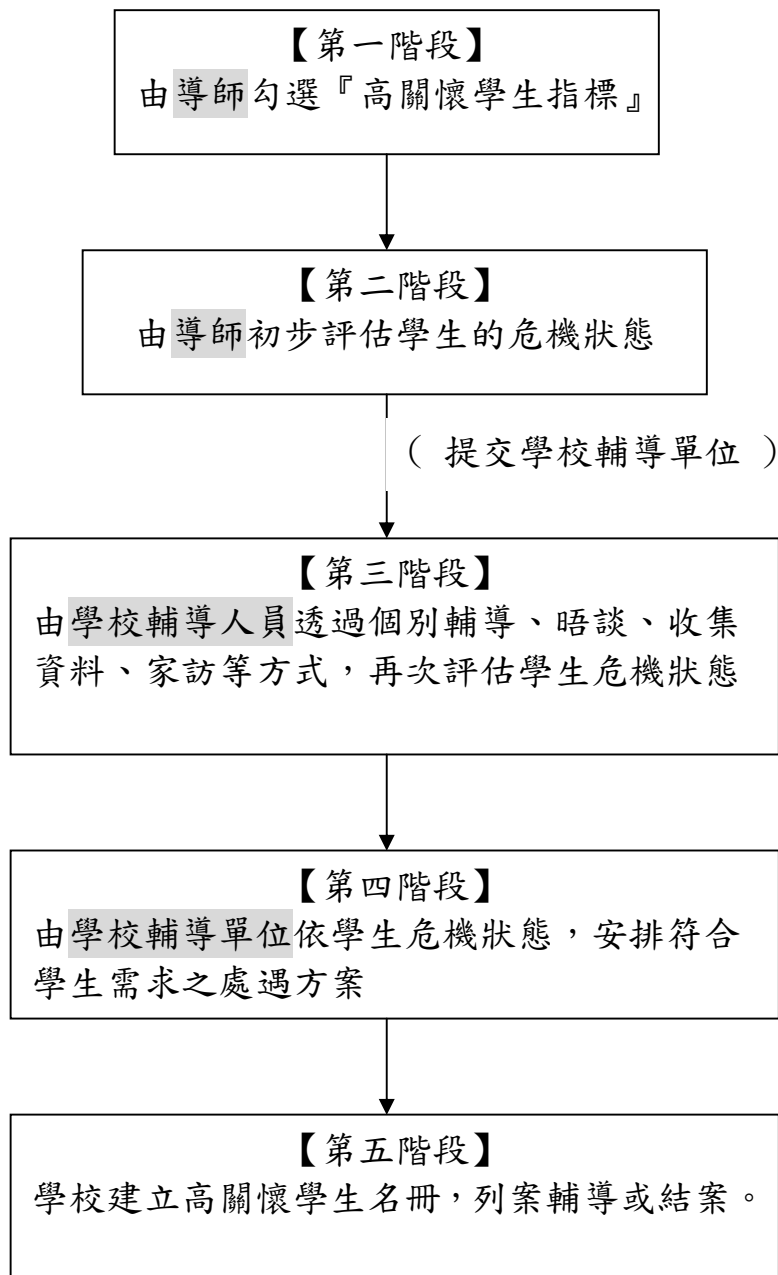 【第一階段】
由導師勾選『高關懷學生指標』
【第二階段】
由導師初步評估學生的危機狀態
（ 提交學校輔導單位 ）
【第三階段】
由學校輔導人員透過個別輔導、晤談、收集
資料、家訪等方式，再次評估學生危機狀態
【第四階段】
由學校輔導單位依學生危機狀態，安排符合
學生需求之處遇方案
【第五階段】
學校建立高關懷學生名冊，列案輔導或結案。